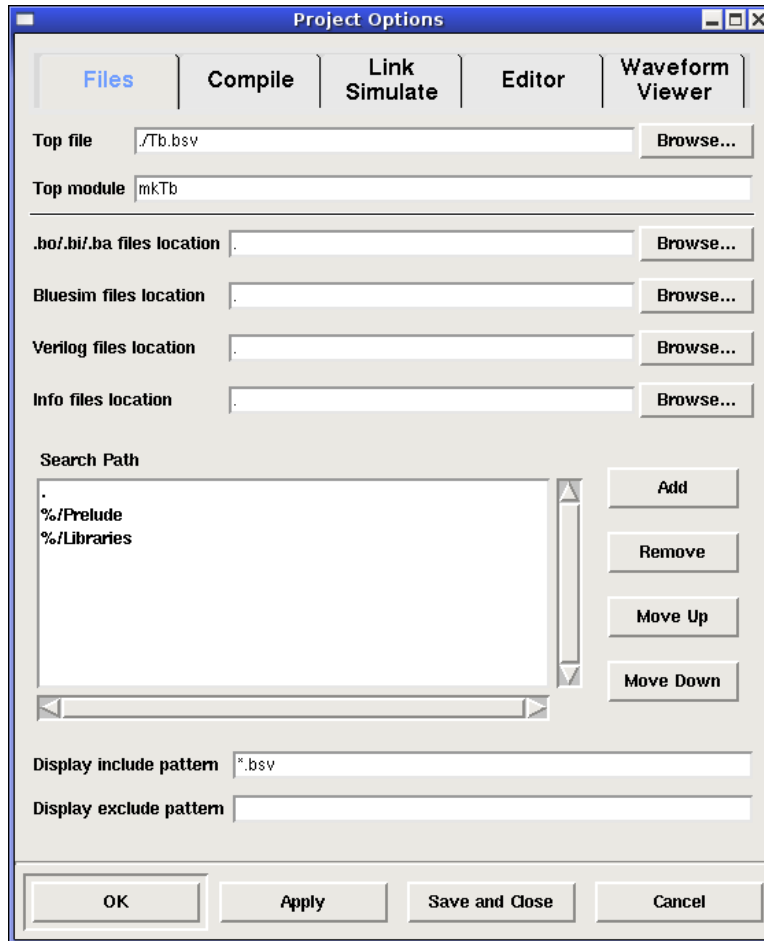 Project Options
Files
Compile
Link
Simulate
Editor
Waveform
Viewer
Top file ./Tb.bsv Browse...
Top module mkTb
.bo/.bi/.ba files location . Browse...
Bluesim files location . Browse...
Verilog files location . Browse...
Info files location . Browse...
Search Path
.
%/Prelude
%/Libraries
Add
Remove
Move Up
Move Down
Display include pattern *.bsv
Display exclude pattern
OK Apply Save and Close Cancel